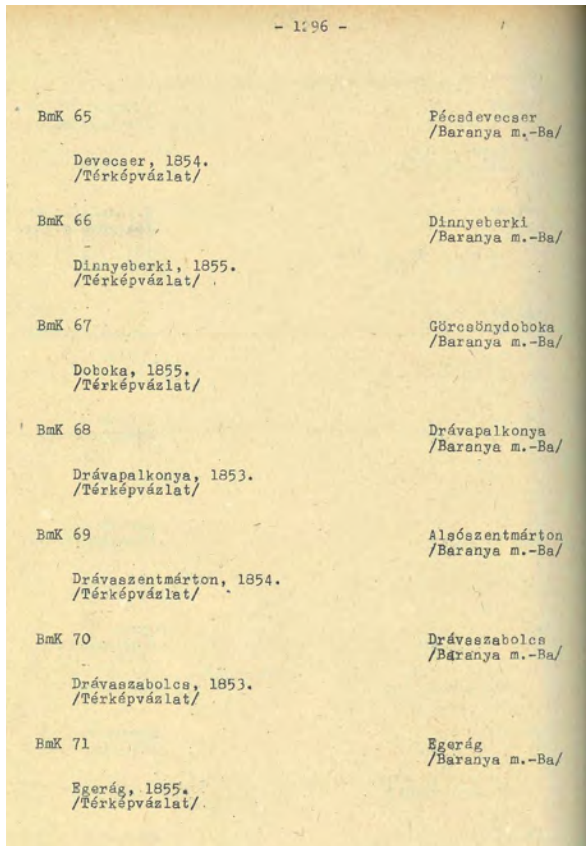 - 1296 -
BmK 65 Pécsdevecser
/Baranya m.-Ba/
Devecser, 1854.
/Térképvázlat/
BmK 66 Dinnyeberki
/Baranya m.-Ba/
Dinnyeberki, 1855.
/Térképvázlat/
BmK 67 Görcsönydoboka
/Baranya m.-Ba/
Doboka, 1855.
/Térképvázlat/
BmK 68 Drávapalkonya
/Baranya m.-Ba/
Drávapalkonya, 1853.
/Térképvázlat/
BmK 69 Alsószentmárton
/Baranya m.-Ba/
Drávaszentmárton, 1854.
/Térképvázlat/
BmK 70 Drávaszabolcs
/Baranya m.-Ba/
Drávaszabolcs, 1853.
/Térképvázlat/
BmK 71 Egerág
/Baranya m.-Ba/
Egerág, 1855.
/Térképvázlat/